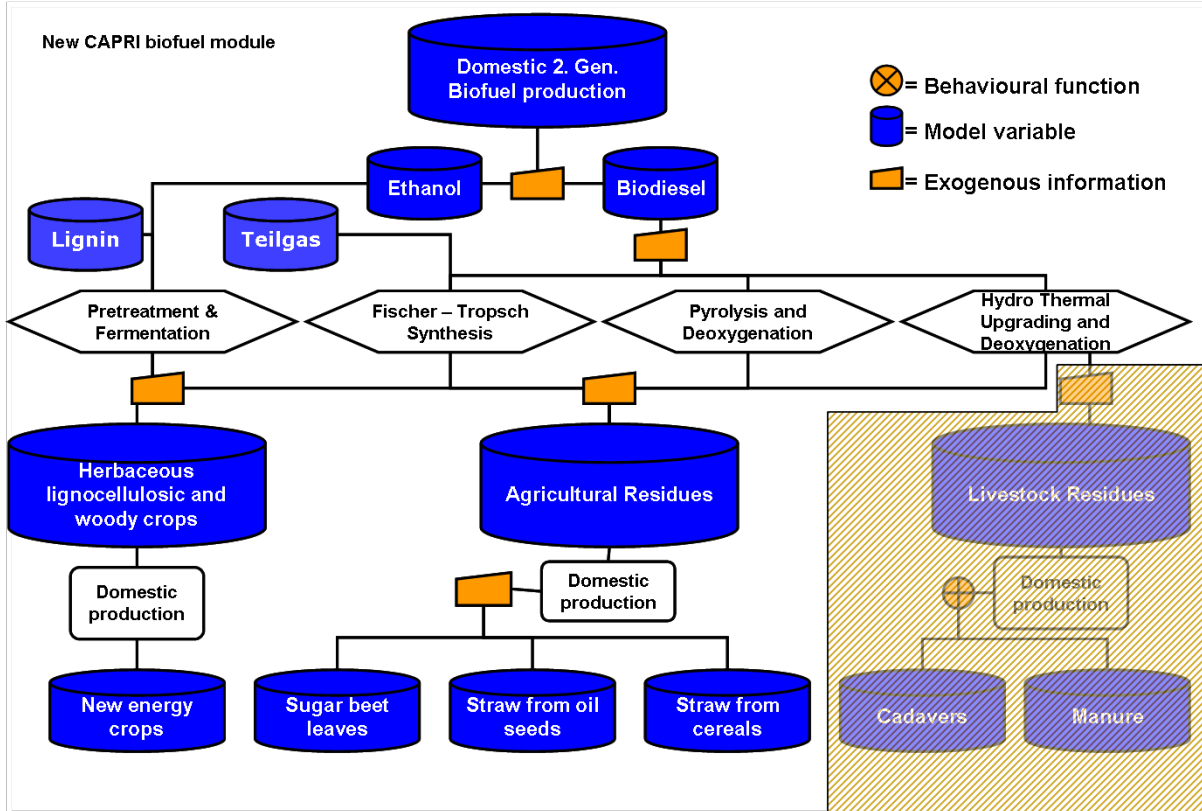 New CAPRI biofuel module
Domestic 2. Gen.
Biofuel production
= Behavioural function
= Model variable
= Exogenous information
Ethanol
Biodiesel
Lignin
Teilgas
Pretreatment &
Fermentation
Fischer – Tropsch
Synthesis
Pyrolysis and
Deoxygenation
Hydro Thermal
Upgrading and
Deoxygenation
Herbaceous
lignocellulosic and
woody crops
Agricultural Residues
Livestock Residues
Domestic
production
Domestic
production
Domestic
production
New energy
crops
Sugar beet
leaves
Straw from oil
seeds
Straw from
cereals
Cadavers
Manure